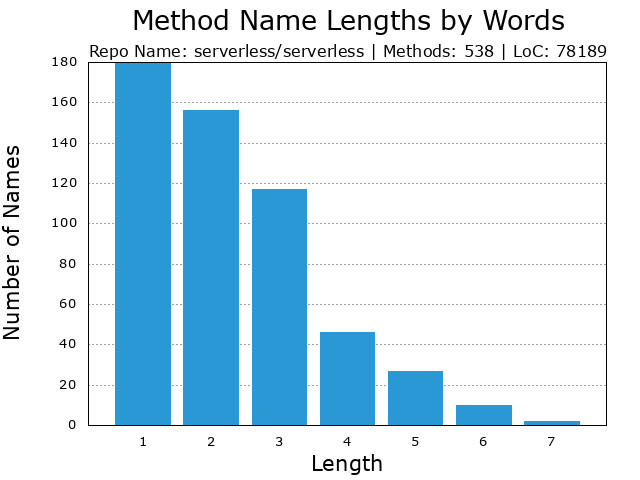 Method Name Lengths by Words
Repo Name: serverless/serverless | Methods: 538 | LoC: 78189
Number of Names
180
160
140
120
100
80
60
40
20
0
1 2 3 4 5 6 7
Length